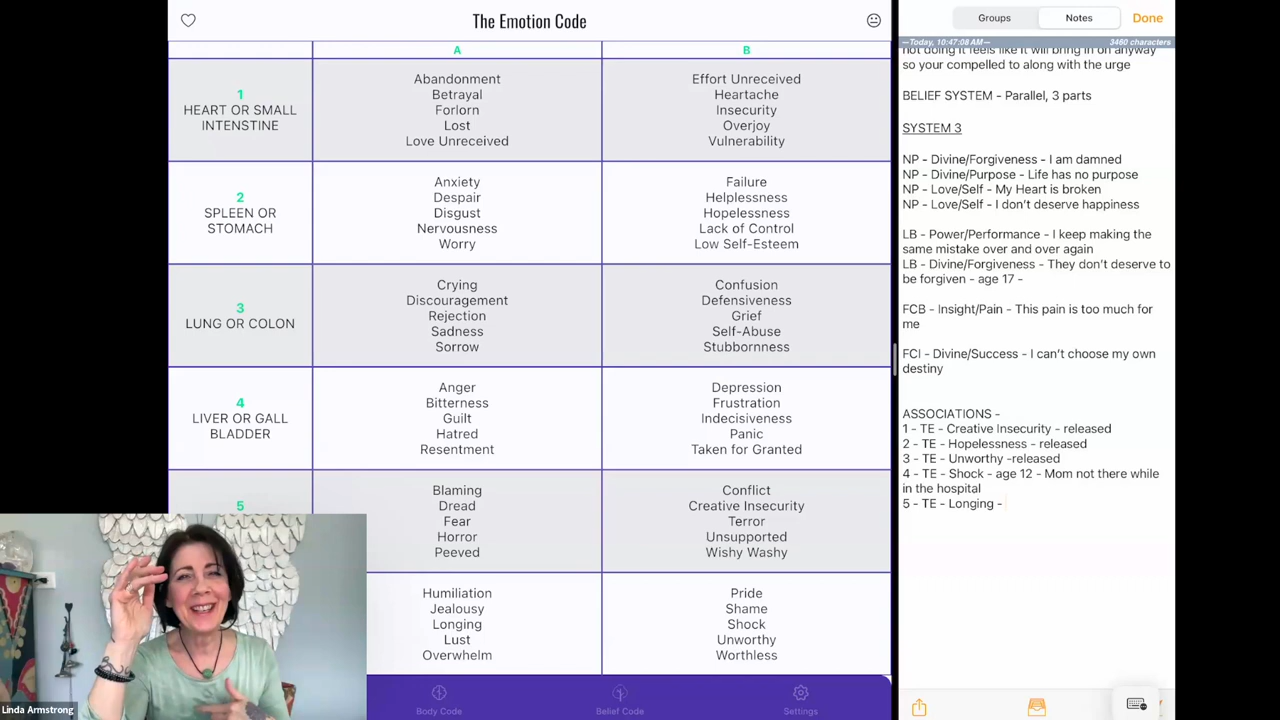 The Emotion Code
A
B
1
HEART OR SMALL
INTENSTINE
Abandonment
Betrayal
Forlorn
Lost
Love Unreceived
Effort Unreceived
Heartache
Insecurity
Overjoy
Vulnerability
2
SPLEEN OR
STOMACH
Anxiety
Despair
Disgust
Nervousness
Worry
Failure
Helplessness
Hopelessness
Lack of Control
Low Self-Esteem
3
LUNG OR COLON
Crying
Discouragement
Rejection
Sadness
Sorrow
Confusion
Defensiveness
Grief
Self-Abuse
Stubbornness
4
LIVER OR GALL
BLADDER
Anger
Bitterness
Guilt
Hatred
Resentment
Depression
Frustration
Indecisiveness
Panic
Taken for Granted
5
Blaming
Dread
Fear
Horror
Peeved
Conflict
Creative Insecurity
Terror
Unsupported
Wishy Washy
Humiliation
Jealousy
Longing
Lust
Overwhelm
Pride
Shame
Shock
Unworthy
Worthless
Body Code
Belief Code
Settings
Linda Armstrong
Groups
Notes
Done
—Today, 10:47:08 AM—
3460 characters
not doing it feels like it will bring in on anyway
so your compelled to along with the urge
BELIEF SYSTEM - Parallel, 3 parts
SYSTEM 3
NP - Divine/Forgiveness - I am damned
NP - Divine/Purpose - Life has no purpose
NP - Love/Self - My Heart is broken
NP - Love/Self - I don't deserve happiness
LB - Power/Performance - I keep making the
same mistake over and over again
LB - Divine/Forgiveness - They don't deserve to
be forgiven - age 17 -
FCB - Insight/Pain - This pain is too much for
me
FCI - Divine/Success - I can't choose my own
destiny
ASSOCIATIONS -
1 - TE - Creative Insecurity - released
2 - TE - Hopelessness - released
3 - TE - Unworthy -released
4 - TE - Shock - age 12 - Mom not there while
in the hospital
5 - TE - Longing -